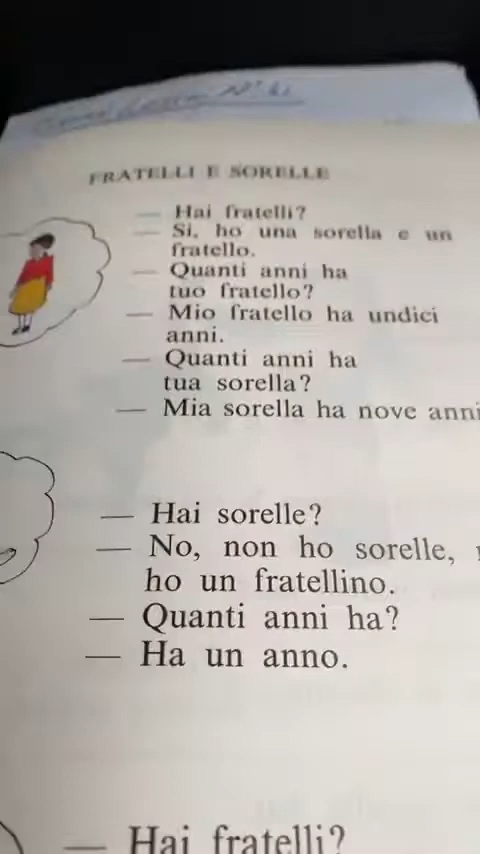 FRATELLI E SORELLE
— Hai fratelli?
— Si, ho una sorella e un
fratello.
— Quanti anni ha
tuo fratello?
— Mio fratello ha undici
anni.
— Quanti anni ha
tua sorella?
— Mia sorella ha nove anni
— Hai sorelle?
— No, non ho sorelle,
ho un fratellino.
— Quanti anni ha?
— Ha un anno.
— Hai fratelli?